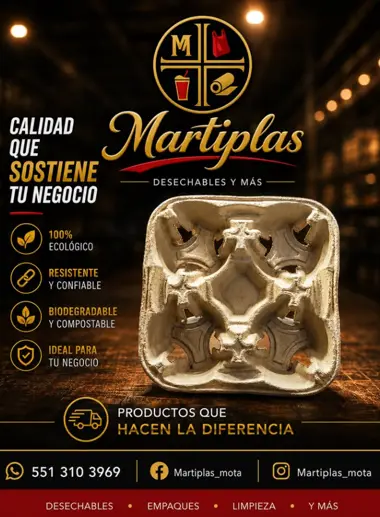 M
Martiplas
DESECHABLES Y MÁS
CALIDAD
QUE
SOSTIENE
TU NEGOCIO
100%
ECOLÓGICO
RESISTENTE
Y CONFIABLE
BIODEGRADABLE
Y COMPOSTABLE
IDEAL PARA
TU NEGOCIO
PRODUCTOS QUE
HACEN LA DIFERENCIA
551 310 3969
Martiplas_mota
Martiplas_mota
DESECHABLES • EMPAQUES • LIMPIEZA • Y MÁS